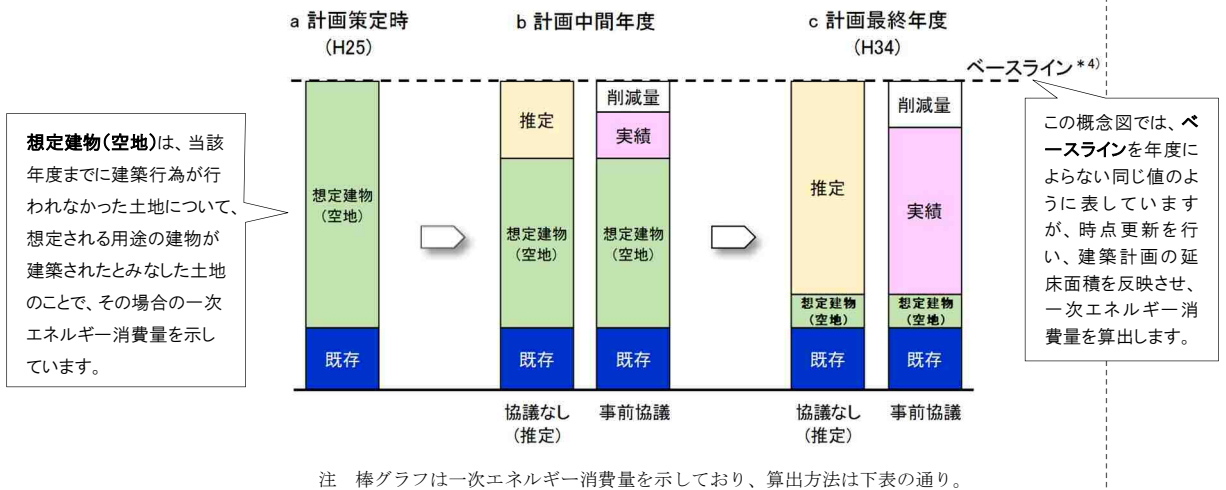 a 計画策定時
(H25)
b 計画中間年度
c 計画最終年度
(H34)
ベースライン*4)
想定建物(空地)は、当該
年度までに建築行為が行
われなかった土地について、
想定される用途の建物が
建築されたとみなした土地
のことで、その場合の一次
エネルギー消費量を示し
ています。
想定建物
(空地)
既存
推定
想定建物
(空地)
既存
削減量
実績
想定建物
(空地)
既存
推定
想定建物
(空地)
既存
削減量
実績
想定建物
(空地)
既存
この概念図では、ベ
ースラインを年度に
よらない同じ値のよ
うに表しています
が、時点更新を行
い、建築計画の延
床面積を反映させ、
一次エネルギー消
費量を算出します。
協議なし
(推定)
事前協議
協議なし
(推定)
事前協議
注 棒グラフは一次エネルギー消費量を示しており、算出方法は下表の通り。